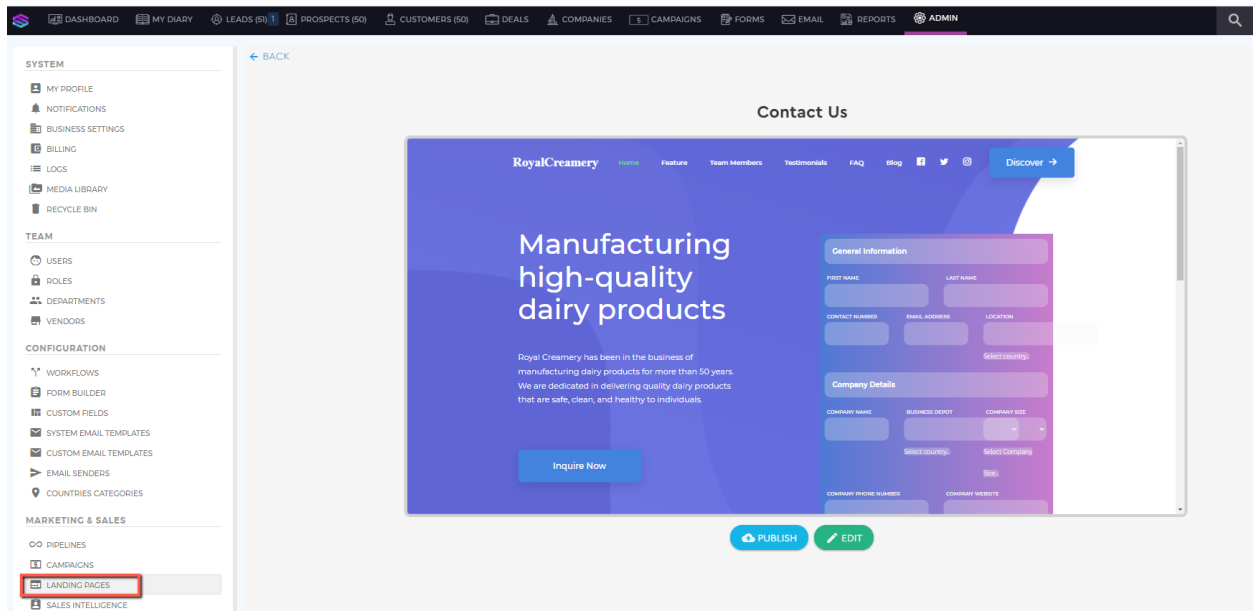 DASHBOARD MY DIARY LEADS (51) 1 PROSPECTS (50) CUSTOMERS (50) DEALS COMPANIES $ CAMPAIGNS FORMS EMAIL REPORTS ADMIN
← BACK
SYSTEM
MY PROFILE
NOTIFICATIONS
BUSINESS SETTINGS
BILLING
LOGS
MEDIA LIBRARY
RECYCLE BIN
TEAM
USERS
ROLES
DEPARTMENTS
VENDORS
CONFIGURATION
WORKFLOWS
FORM BUILDER
CUSTOM FIELDS
SYSTEM EMAIL TEMPLATES
CUSTOM EMAIL TEMPLATES
EMAIL SENDERS
COUNTRIES CATEGORIES
MARKETING & SALES
PIPELINES
$ CAMPAIGNS
LANDING PAGES
SALES INTELLIGENCE
Contact Us
RoyalCreamery Home Feature Team Members Testimonials FAQ Blog Discover →
Manufacturing
high-quality
dairy products
Royal Creamery has been in the business of
manufacturing dairy products for more than 50 years.
We are dedicated in delivering quality dairy products
that are safe, clean, and healthy to individuals.
Inquire Now
General Information
FIRST NAME LAST NAME
CONTACT NUMBER EMAIL ADDRESS LOCATION
Select country..
Company Details
COMPANY NAME BUSINESS DEPOT COMPANY SIZE
Select country.. Select Company
Size..
COMPANY PHONE NUMBER COMPANY WEBSITE
PUBLISH EDIT